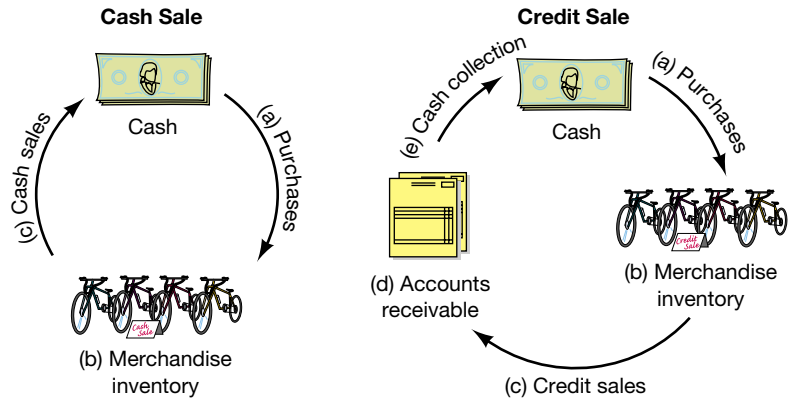 Cash Sale
Cash
(a) Purchases
(c) Cash sales
Cash
Sale
(b) Merchandise
inventory
Credit Sale
Cash
(a) Purchases
(e) Cash collection
Credit
Sale
(b) Merchandise
inventory
(d) Accounts
receivable
(c) Credit sales